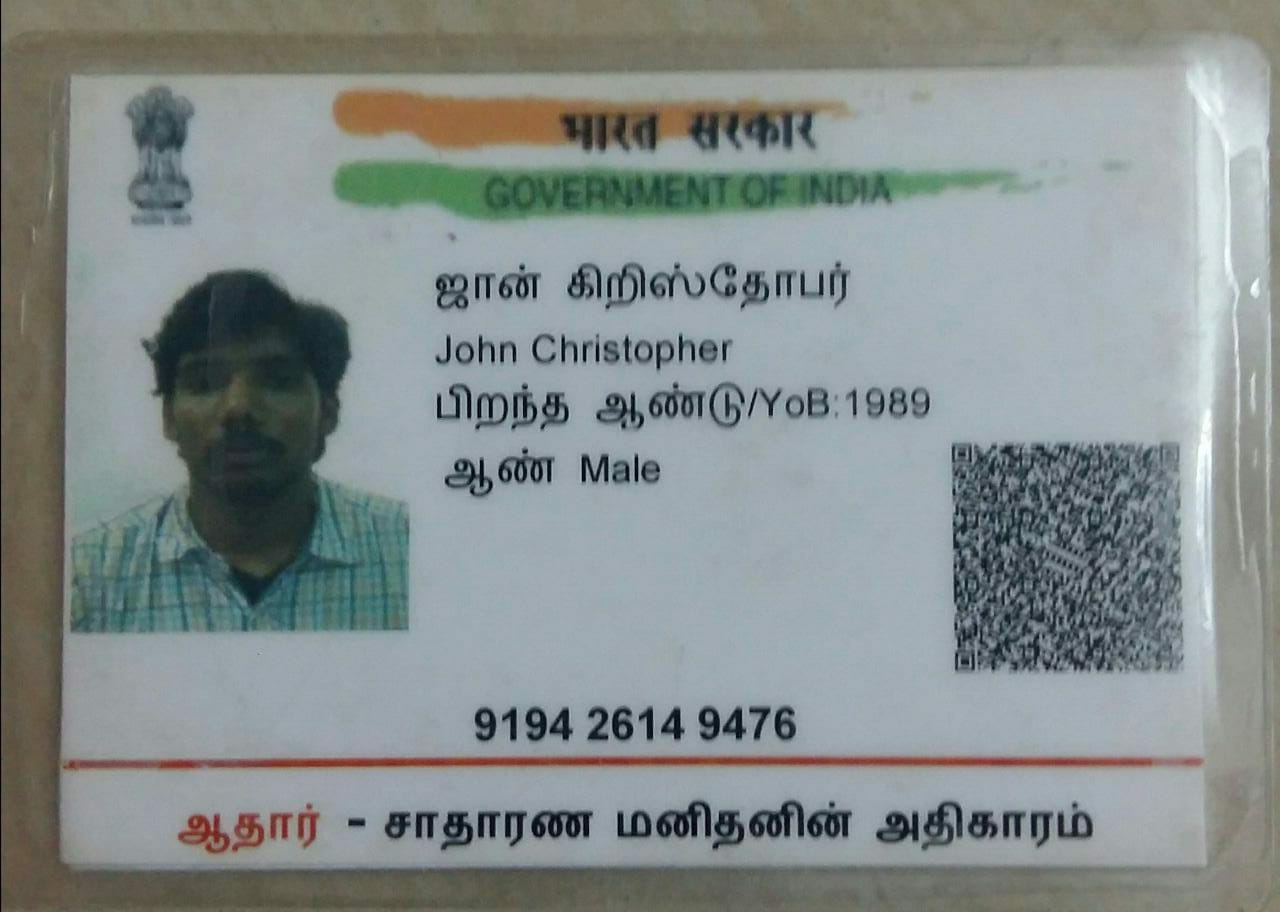 भारत सरकार
GOVERNMENT OF INDIA
ஜான் கிறிஸ்தோபர்
John Christopher
பிறந்த ஆண்டு/YoB:1989
ஆண் Male
9194 2614 9476
ஆதார் - சாதாரண மனிதனின் அதிகாரம்